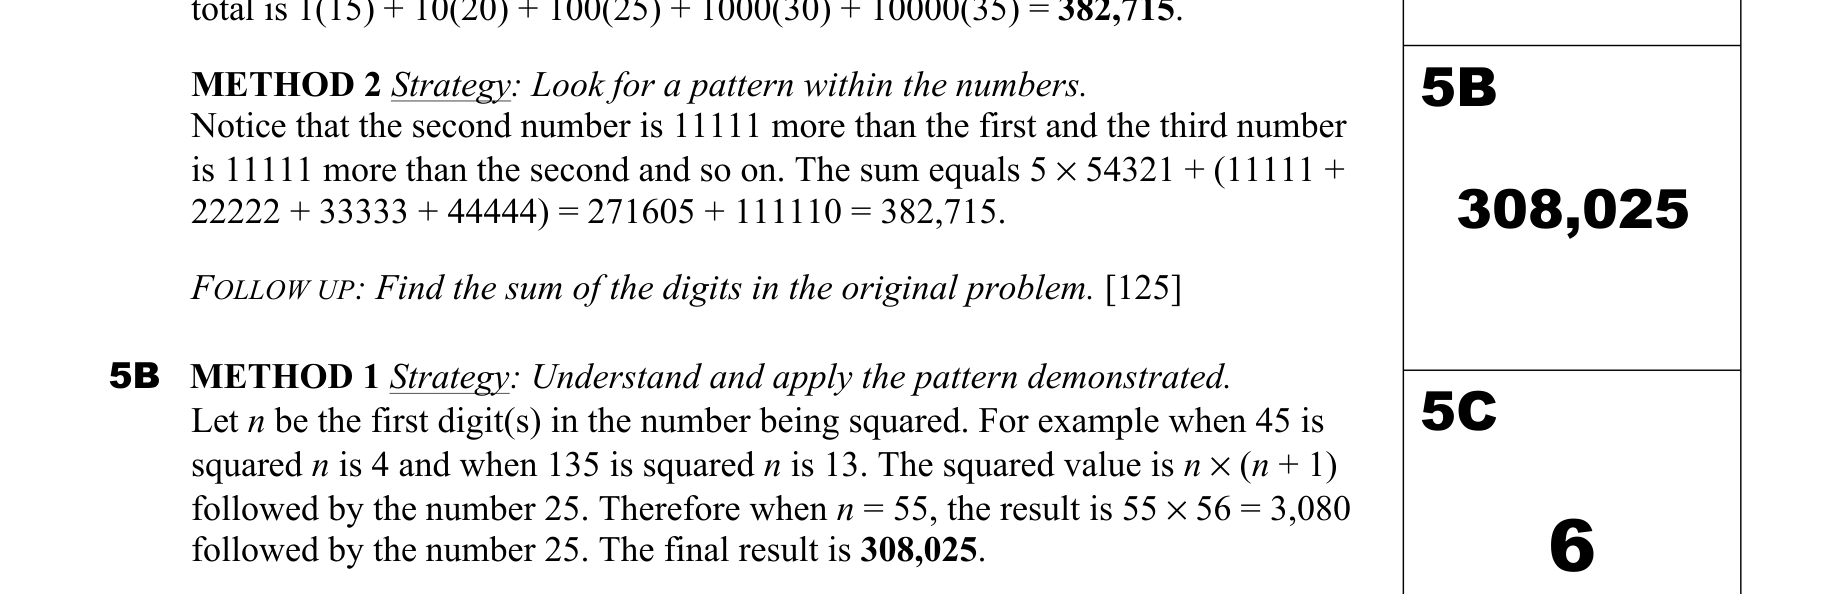 total is 1(15) + 10(20) + 100(25) + 1000(30) + 10000(35) = 382,715.
METHOD 2 Strategy: Look for a pattern within the numbers.
Notice that the second number is 11111 more than the first and the third number
is 11111 more than the second and so on. The sum equals 5 × 54321 + (11111 +
22222 + 33333 + 44444) = 271605 + 111110 = 382,715.
FOLLOW UP: Find the sum of the digits in the original problem. [125]
5B METHOD 1 Strategy: Understand and apply the pattern demonstrated.
Let n be the first digit(s) in the number being squared. For example when 45 is
squared n is 4 and when 135 is squared n is 13. The squared value is n × (n + 1)
followed by the number 25. Therefore when n = 55, the result is 55 × 56 = 3,080
followed by the number 25. The final result is 308,025.
5B
308,025
5C
6